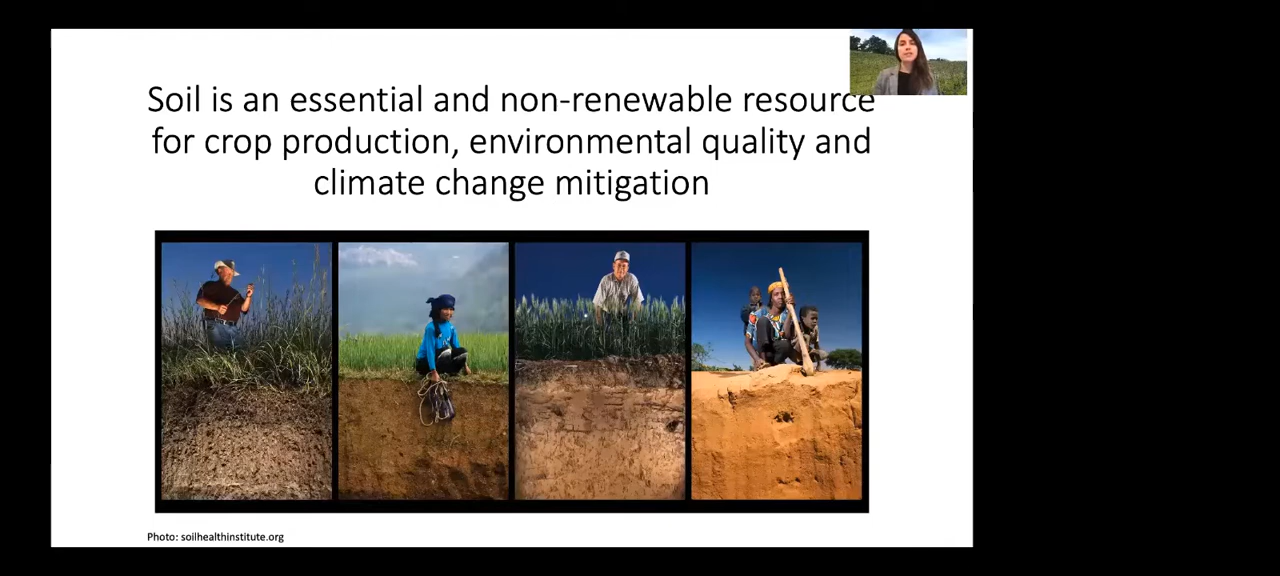 Soil is an essential and non-renewable resource
for crop production, environmental quality and
climate change mitigation
Photo: soilhealthinstitute.org